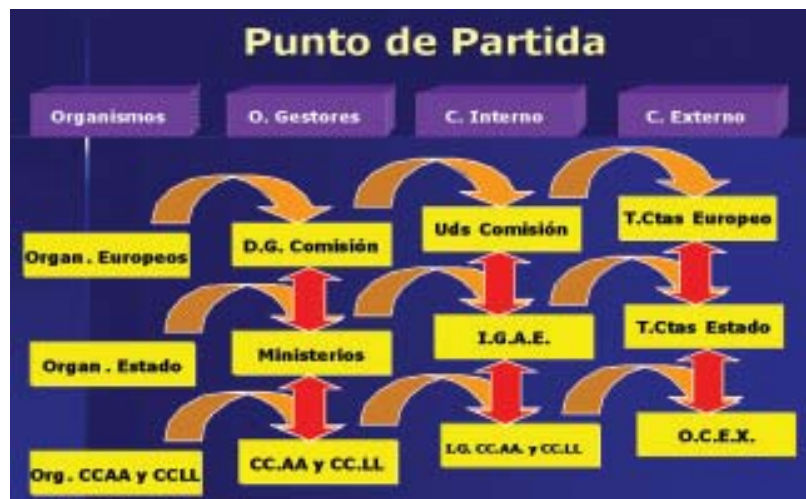 Punto de Partida
Organismos
O. Gestores
C. Interno
C. Externo
Organ. Europeos
D.G. Comisión
Uds Comisión
T.Ctas Europeo
Organ. Estado
Ministerios
I.G.A.E.
T.Ctas Estado
Org. CCAA y CCLL
CC.AA y CC.LL
I.G. CC.AA. y CC.LL
O.C.E.X.